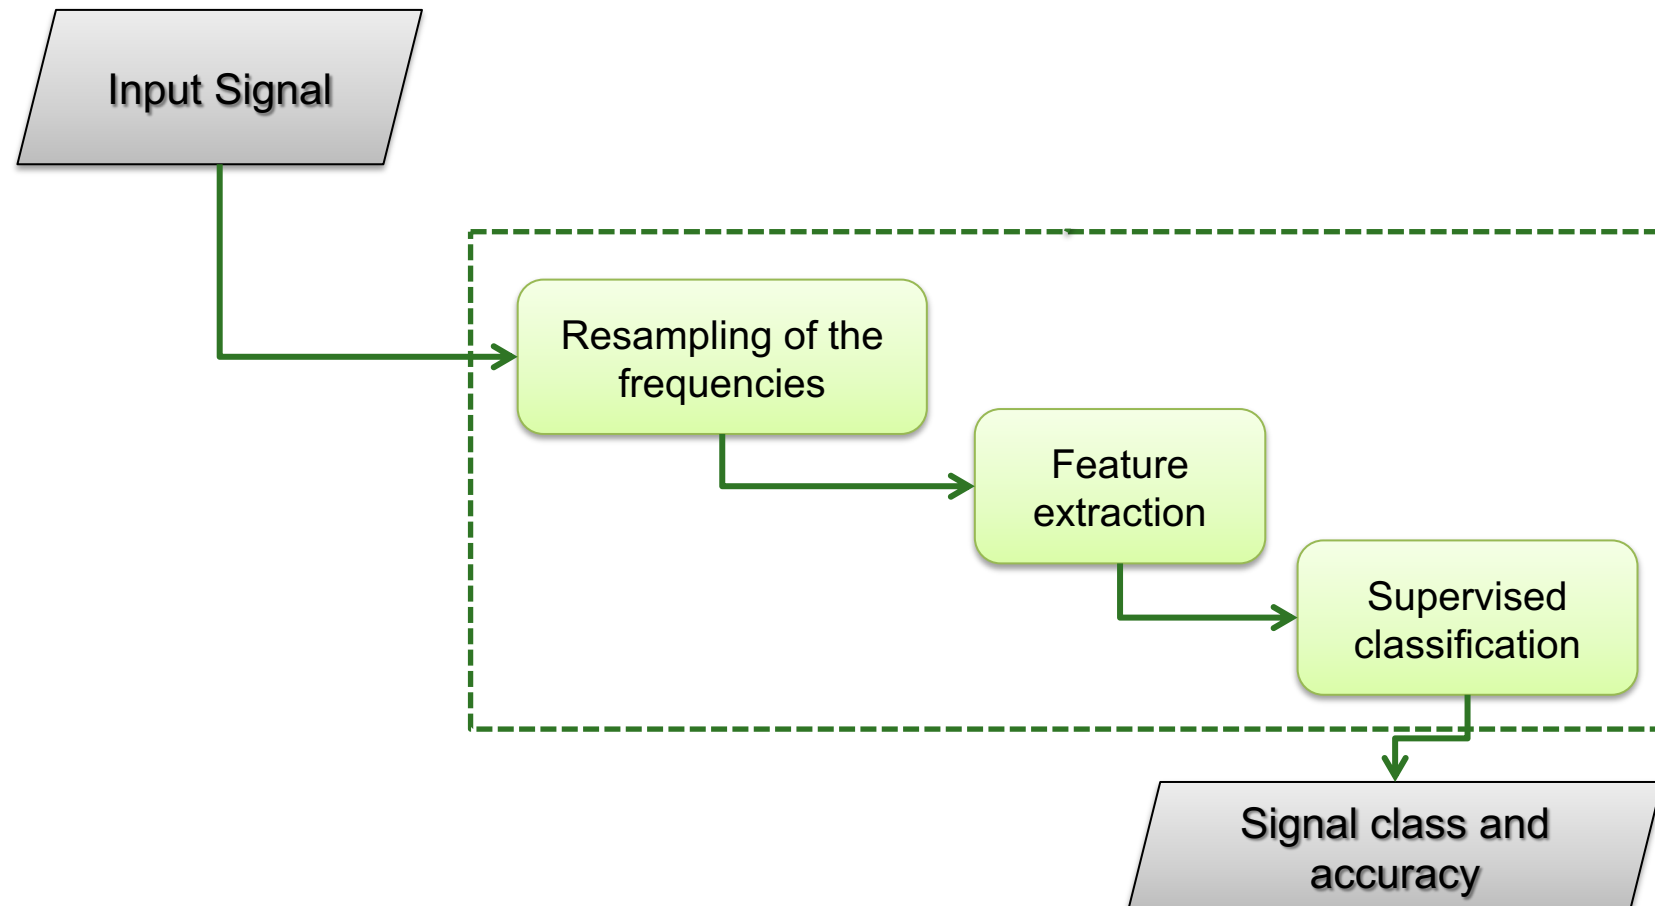 Input Signal
Resampling of the
frequencies
Feature
extraction
Supervised
classification
Signal class and
accuracy